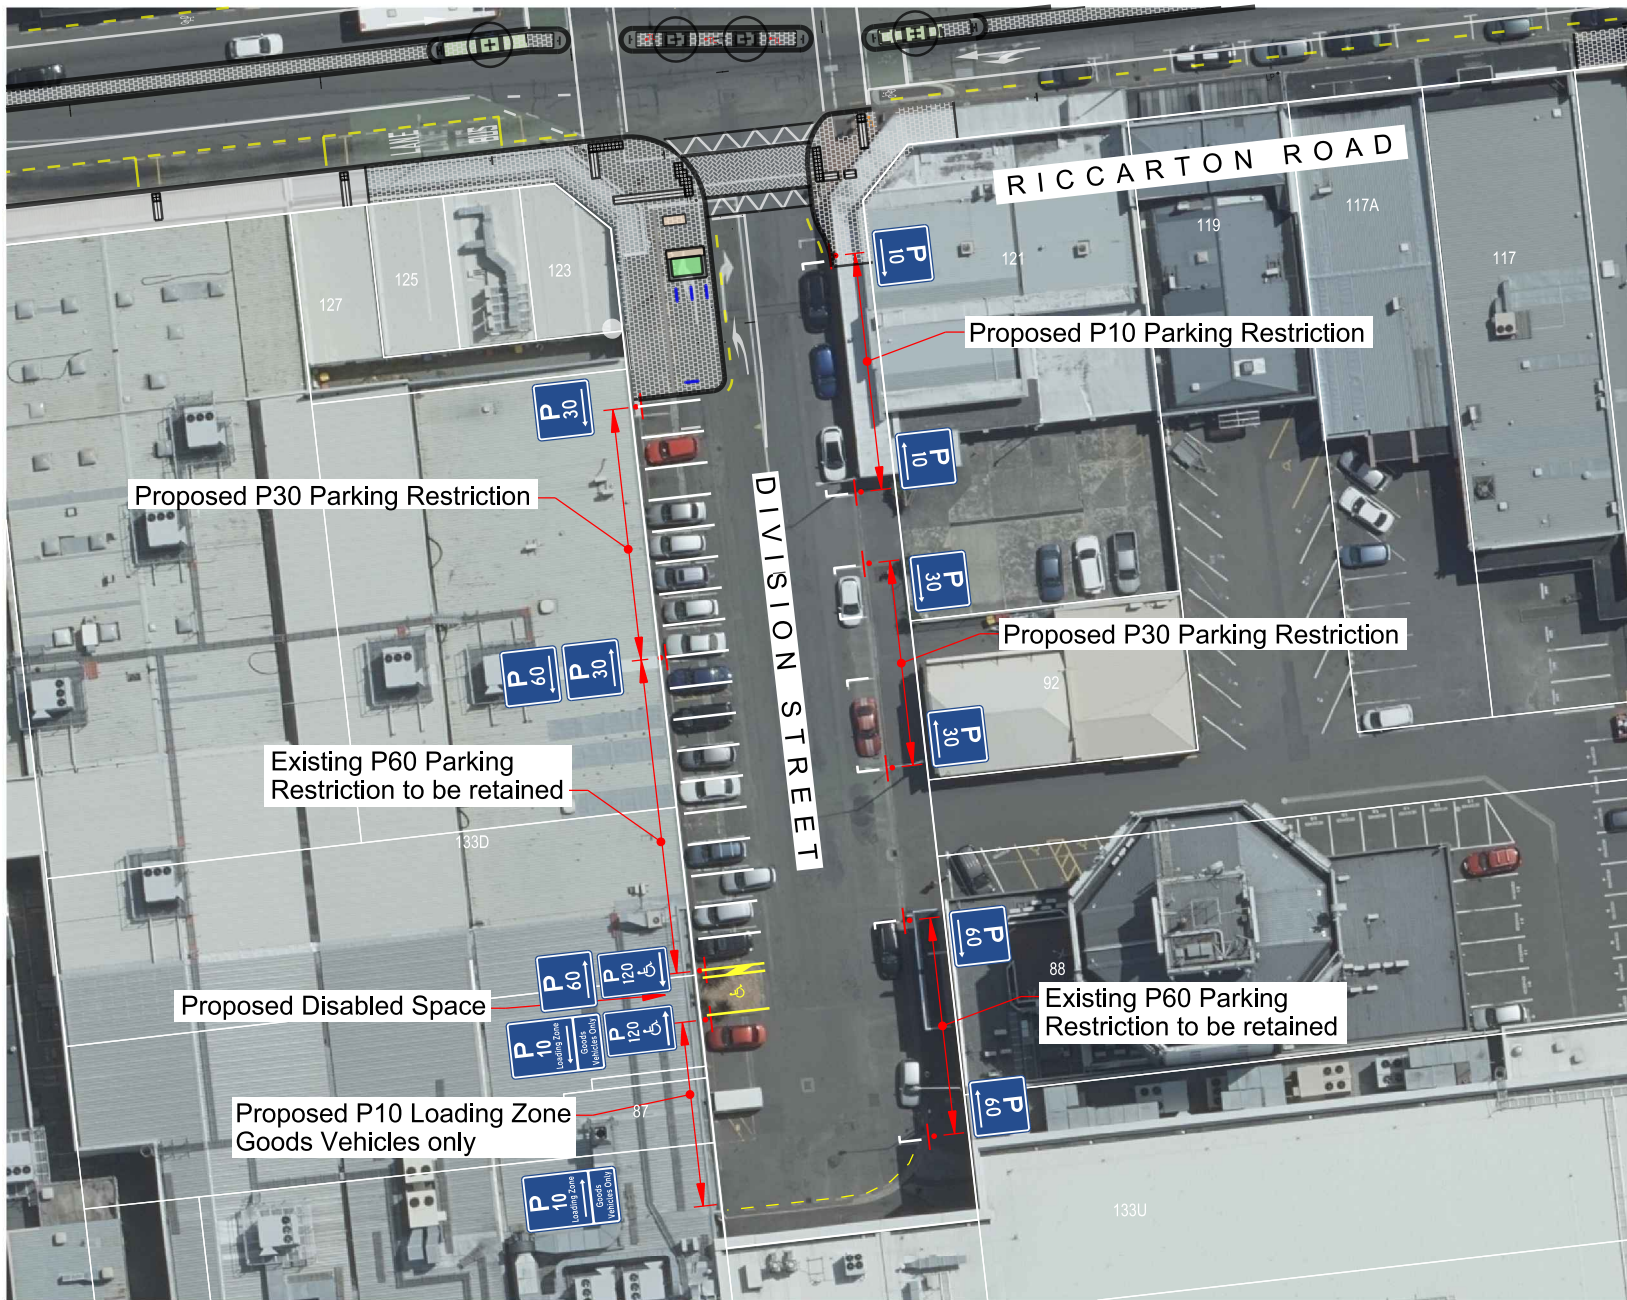 LANE
BUS
RICCARTON ROAD
117A
119
117
121
123
125
127
P
10
Proposed P10 Parking Restriction
P
30
P
10
Proposed P30 Parking Restriction
DIVISION STREET
P
30
Proposed P30 Parking Restriction
P
60
P
30
92
P
30
Existing P60 Parking
Restriction to be retained
133D
P
60
P
60
P
120
88
Proposed Disabled Space
Existing P60 Parking
Restriction to be retained
P
10
Loading Zone
Goods
Vehicles Only
P
120
Proposed P10 Loading Zone
Goods Vehicles only
87
P
60
P
10
Loading Zone
Goods
Vehicles Only
133U